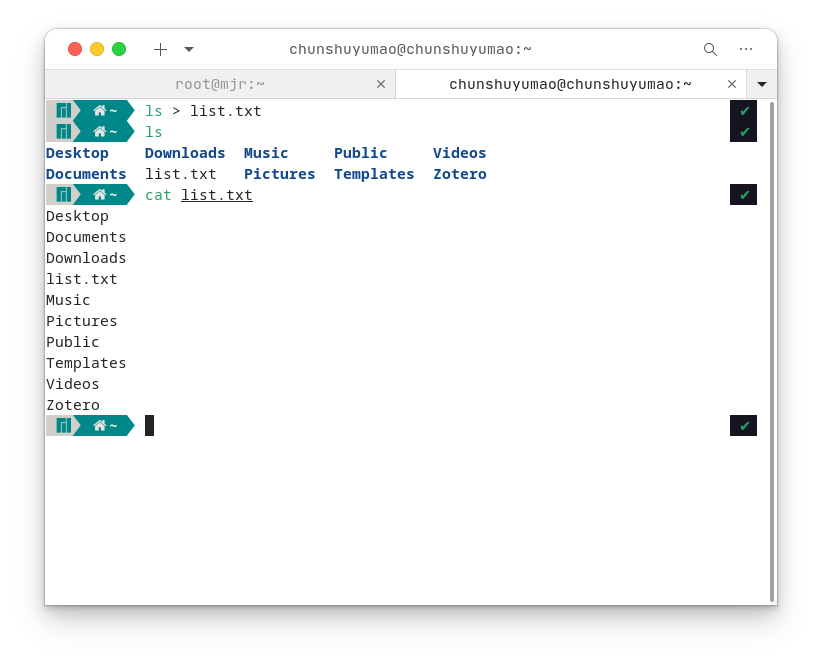 chunshuyumao@chunshuyumao:~
root@mjr:~
chunshuyumao@chunshuyumao:~
~ ls > list.txt
~ ls
Desktop Downloads Music Public Videos
Documents list.txt Pictures Templates Zotero
~ cat list.txt
Desktop
Documents
Downloads
list.txt
Music
Pictures
Public
Templates
Videos
Zotero
~